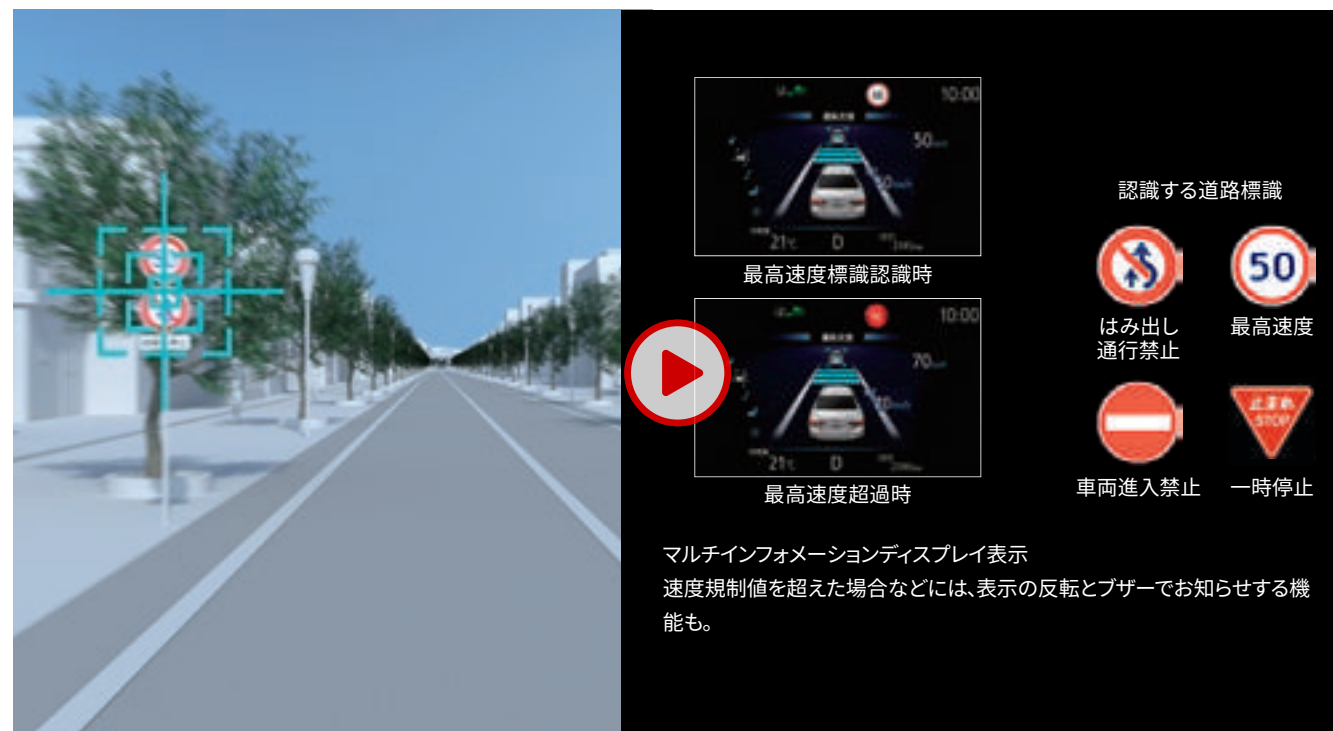 10:00
50
21℃ D
最高速度標識認識時
10:00
70
21℃ D
最高速度超過時
認識する道路標識
はみ出し
通行禁止
50
最高速度
車両進入禁止
止まれ
STOP
一時停止
マルチインフォメーションディスプレイ表示
速度規制値を超えた場合などには、表示の反転とブザーでお知らせする機
能も。